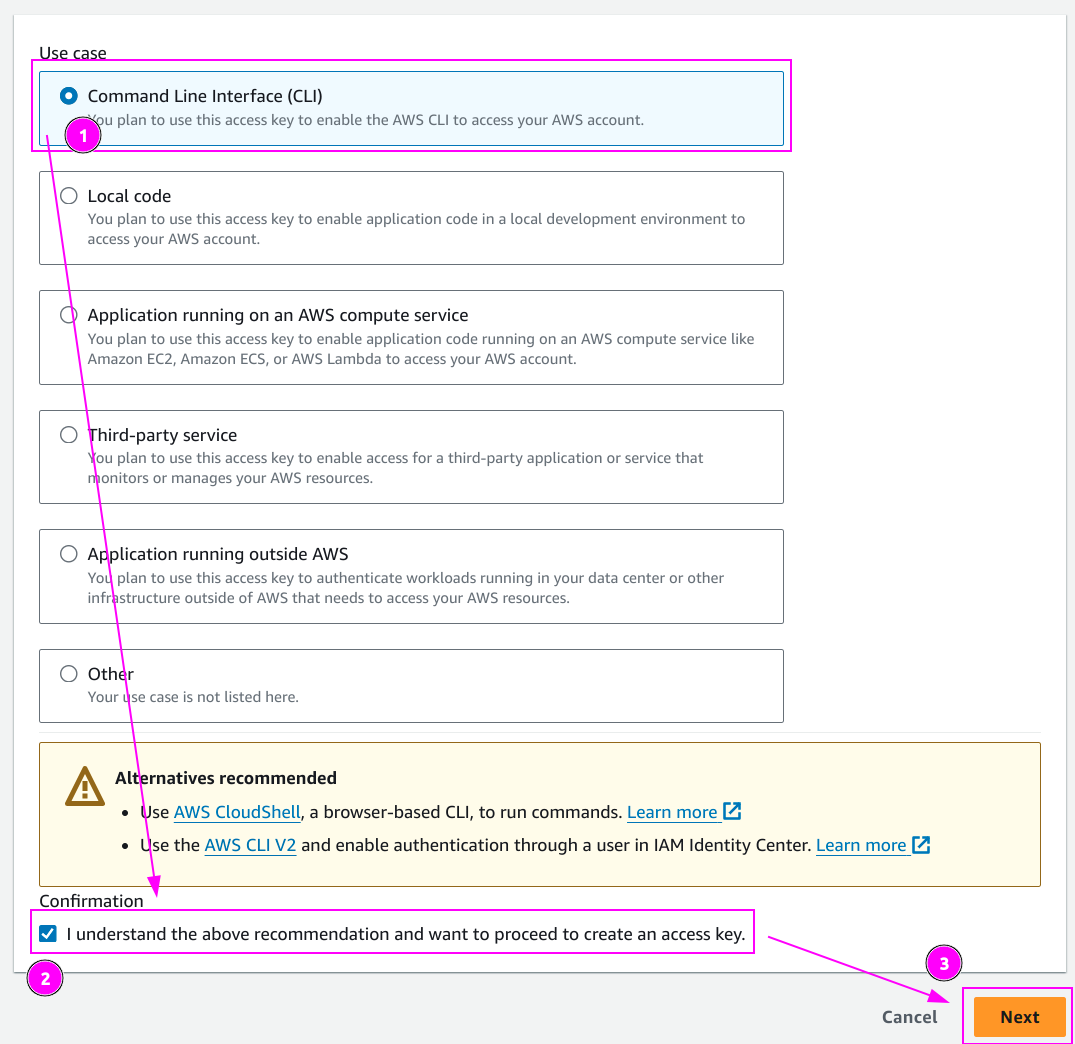 Use case
Command Line Interface (CLI)
You plan to use this access key to enable the AWS CLI to access your AWS account.
1
Local code
You plan to use this access key to enable application code in a local development environment to
access your AWS account.
Application running on an AWS compute service
You plan to use this access key to enable application code running on an AWS compute service like
Amazon EC2, Amazon ECS, or AWS Lambda to access your AWS account.
Third-party service
You plan to use this access key to enable access for a third-party application or service that
monitors or manages your AWS resources.
Application running outside AWS
You plan to use this access key to authenticate workloads running in your data center or other
infrastructure outside of AWS that needs to access your AWS resources.
Other
Your use case is not listed here.
Alternatives recommended
• Use AWS CloudShell, a browser-based CLI, to run commands. Learn more
• Use the AWS CLI V2 and enable authentication through a user in IAM Identity Center. Learn more
Confirmation
I understand the above recommendation and want to proceed to create an access key.
2
3
Cancel
Next